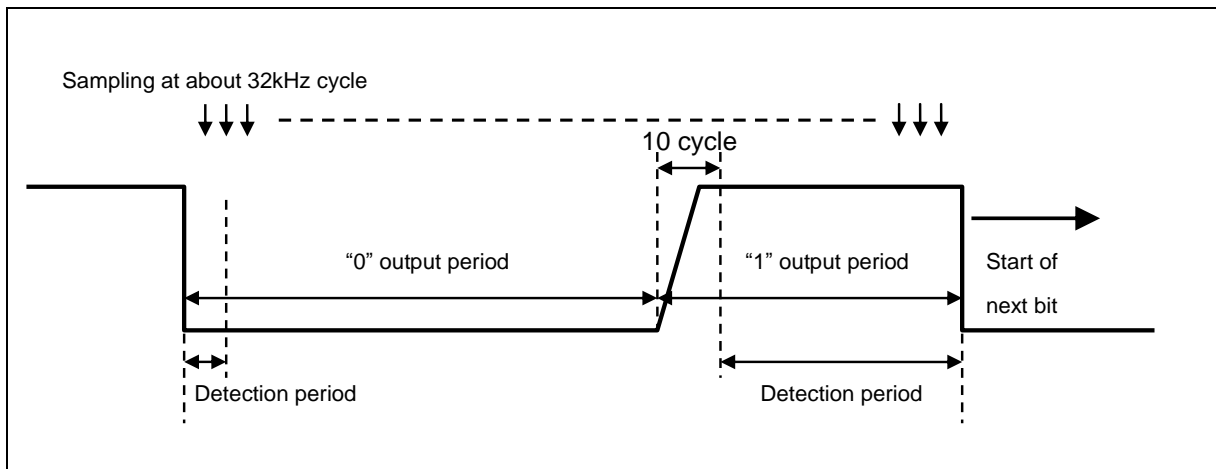 Sampling at about 32kHz cycle
10 cycle
“0” output period
“1” output period
Start of
next bit
Detection period
Detection period